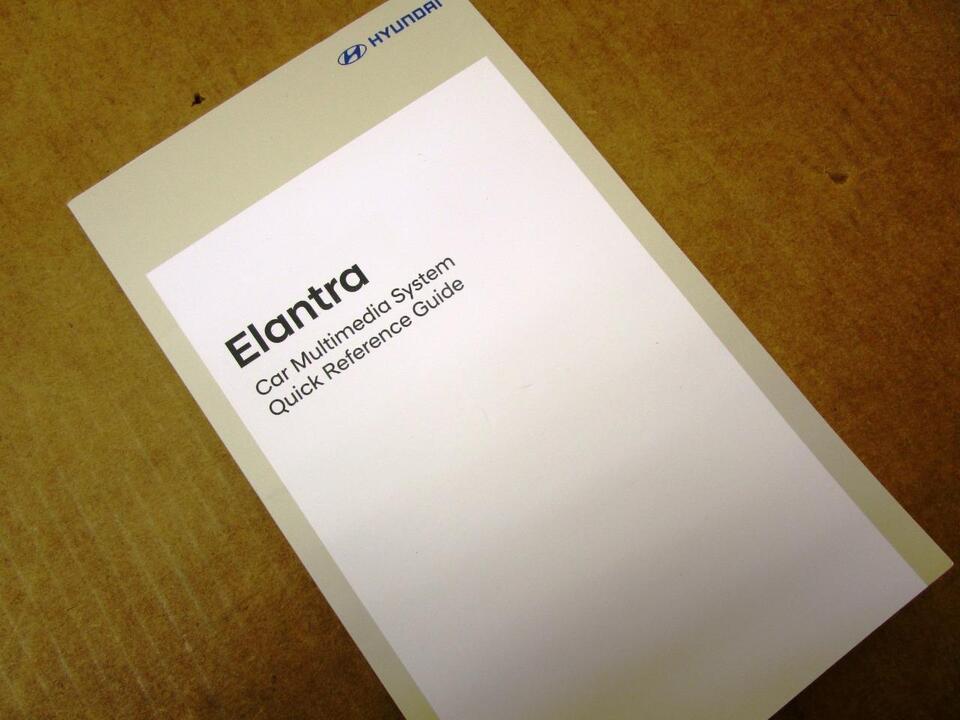 HYUNDAI
Elantra
Car Multimedia System
Quick Reference Guide